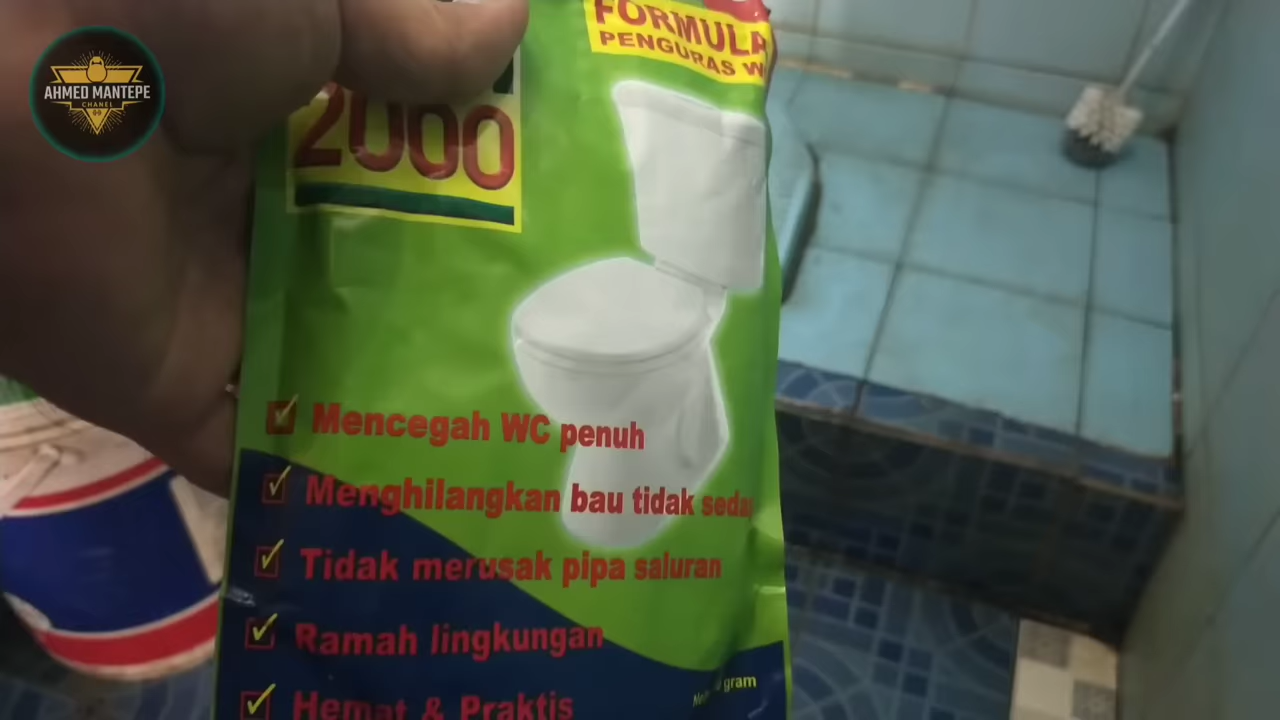 AHMED MANTEPE
CHANEL
FORMULA
PENGURAS W
2000
Mencegah WC penuh
Menghilangkan bau tidak seda
Tidak merusak pipa saluran
Ramah lingkungan
Hemat & Praktis
gram